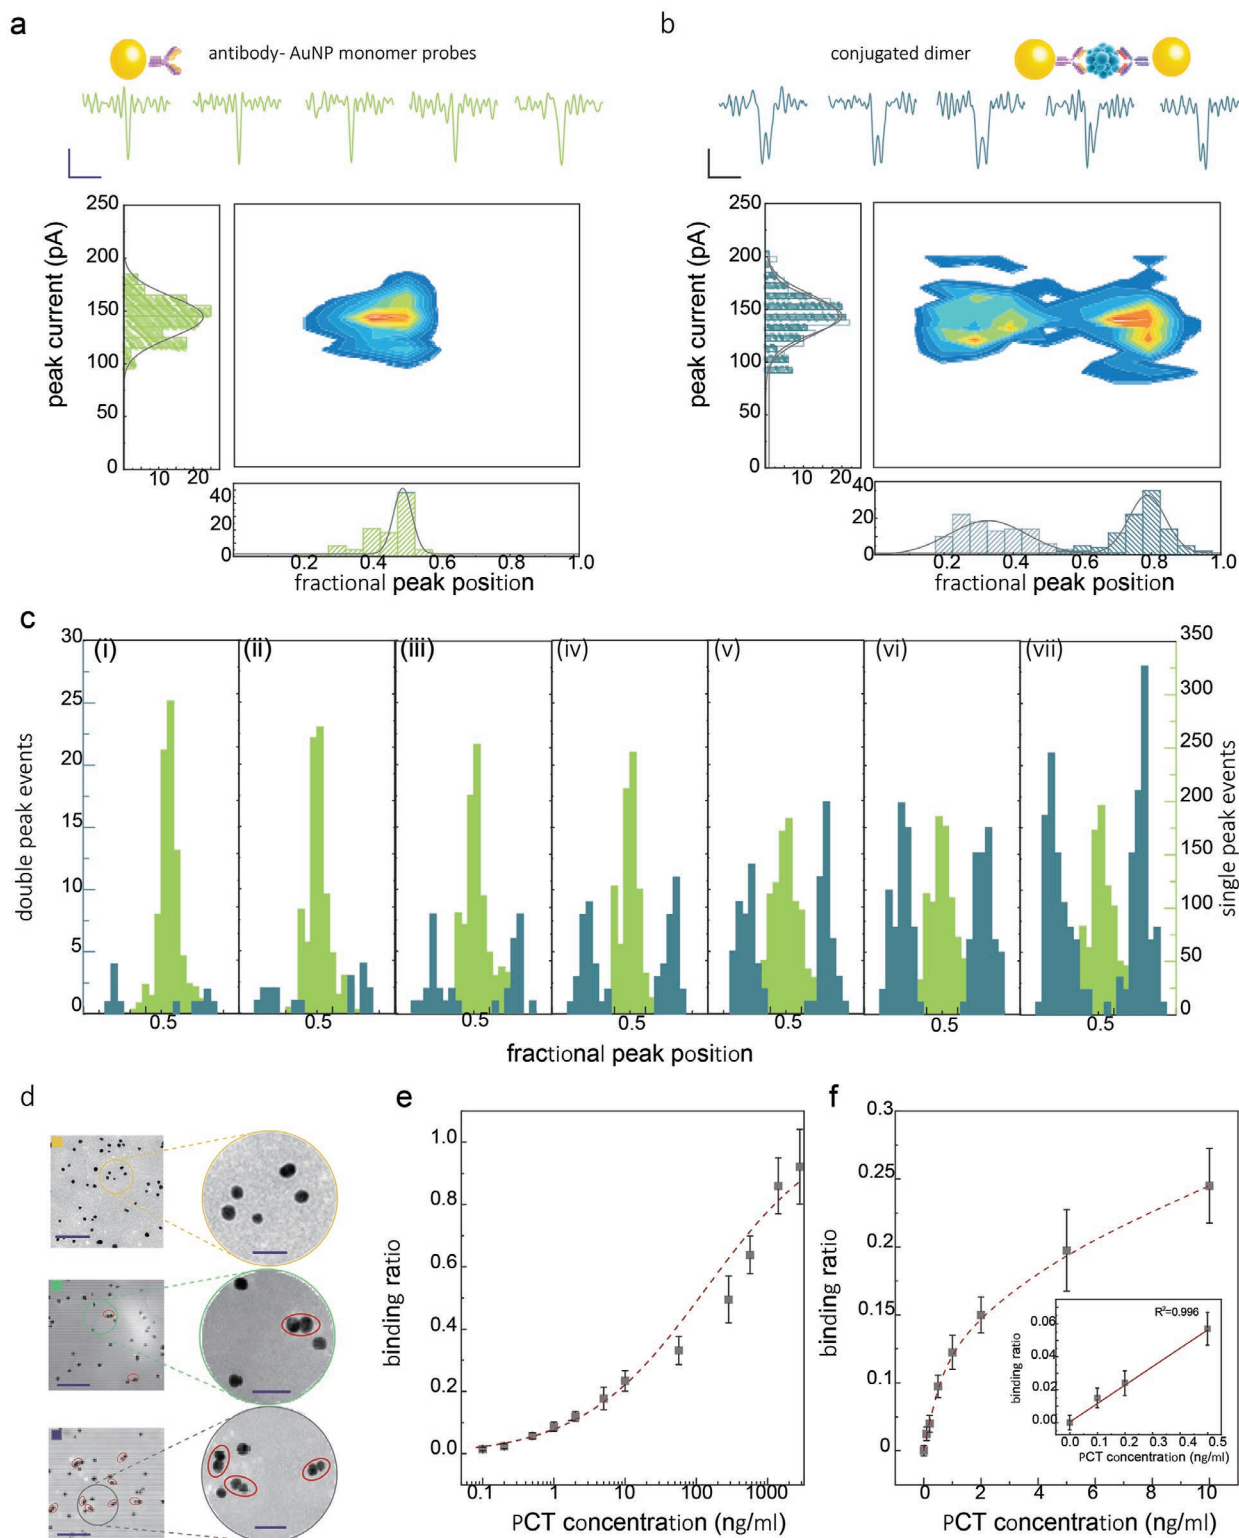 a
antibody- AuNP monomer probes
b
conjugated dimer
peak current (pA)
250
200
150
100
50
0
10 20
40
20
0
0.2 0.4 0.6 0.8 1.0
fractional peak position
peak current (pA)
250
200
150
100
50
0
10 20
40
20
0
0.2 0.4 0.6 0.8 1.0
fractional peak position
c
double peak events
30
25
20
15
10
5
0
(i) (ii) (iii) (iv) (v) (vi) (vii)
350
300
250
200
150
100
50
0
single peak events
0.5 0.5 0.5 0.5 0.5 0.5 0.5
fractional peak position
d
e
binding ratio
1.0
0.8
0.6
0.4
0.2
0.0
0.1 1 10 100 1000
PCT concentration (ng/ml)
f
binding ratio
0.3
0.25
0.2
0.15
0.1
0.05
0
0 2 4 6 8 10
PCT concentration (ng/ml)
R²=0.996
binding ratio
0.06
0.04
0.02
0.00
0.0 0.1 0.2 0.3 0.4 0.5
PCT concentration (ng/ml)